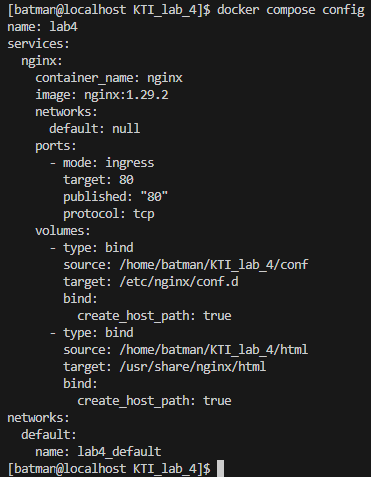 [batman@localhost KTI_lab_4]$ docker compose config
name: lab4
services:
  nginx:
    container_name: nginx
    image: nginx:1.29.2
    networks:
      default: null
    ports:
      - mode: ingress
        target: 80
        published: "80"
        protocol: tcp
    volumes:
      - type: bind
        source: /home/batman/KTI_lab_4/conf
        target: /etc/nginx/conf.d
        bind:
          create_host_path: true
      - type: bind
        source: /home/batman/KTI_lab_4/html
        target: /usr/share/nginx/html
        bind:
          create_host_path: true
networks:
  default:
    name: lab4_default
[batman@localhost KTI_lab_4]$